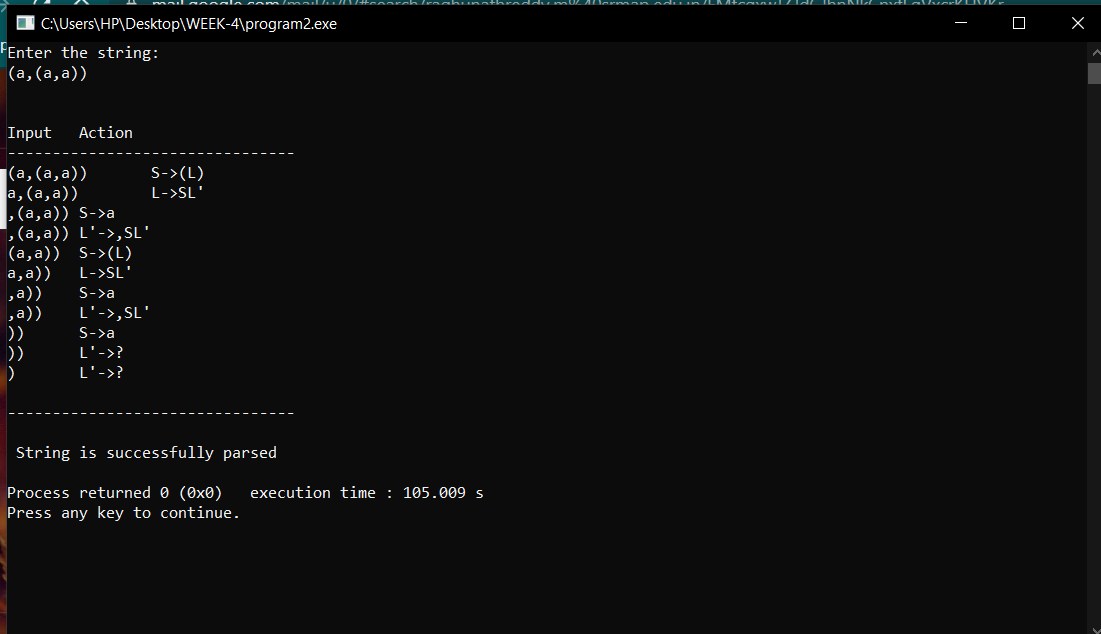 C:\Users\HP\Desktop\WEEK-4\program2.exe
Enter the string:
(a,(a,a))
Input   Action
--------------------------------
(a,(a,a))       S->(L)
a,(a,a))        L->SL'
,(a,a)) S->a
,(a,a)) L'->,SL'
(a,a))  S->(L)
a,a))   L->SL'
,a))    S->a
,a))    L'->,SL'
))      S->a
))      L'->?
)       L'->?
--------------------------------
String is successfully parsed
Process returned 0 (0x0)   execution time : 105.009 s
Press any key to continue.